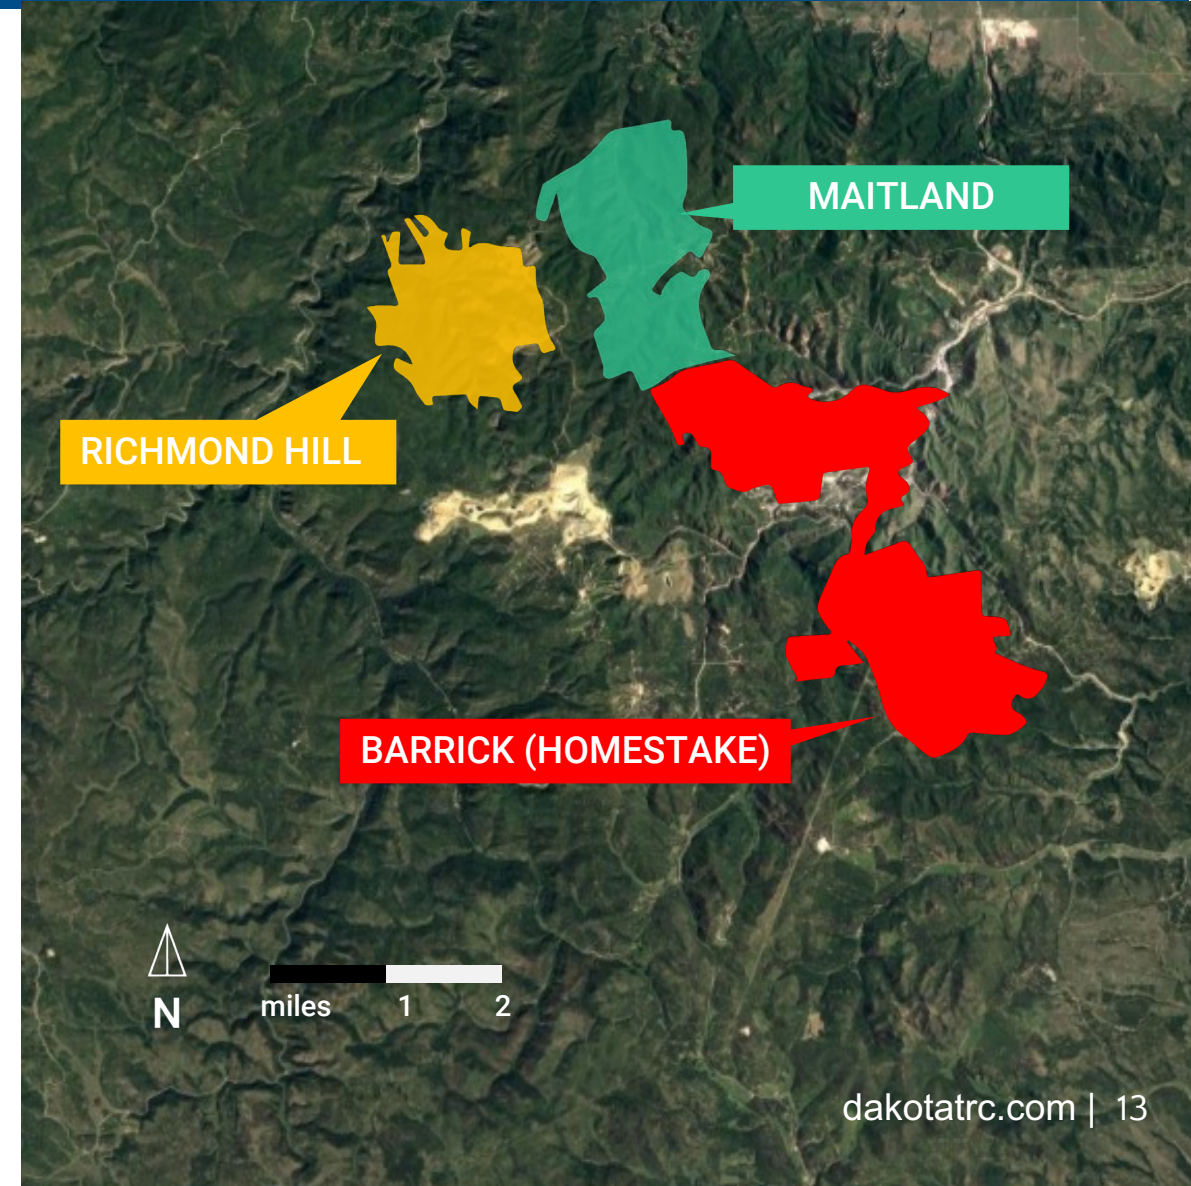 MAITLAND
RICHMOND HILL
BARRICK (HOMESTAKE)
N
miles 1 2
dakotatrc.com | 13